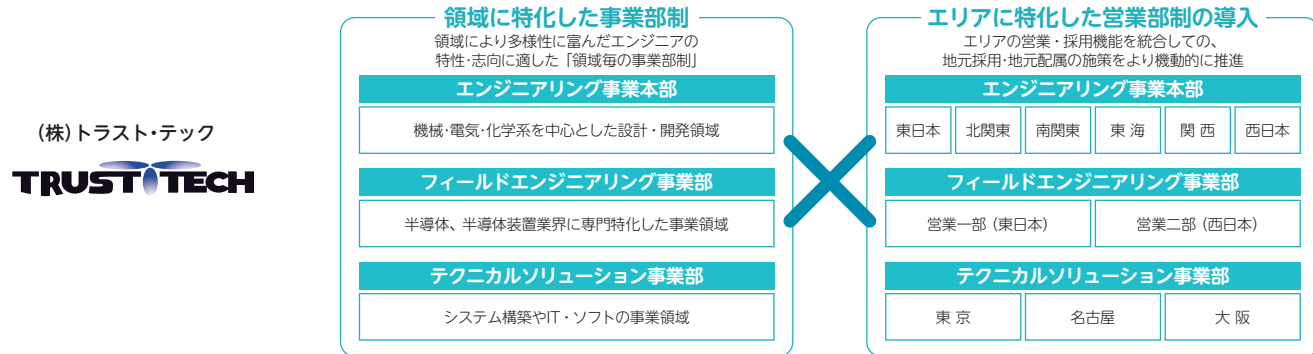 (株)トラスト・テック
TRUST TECH
領域に特化した事業部制
領域により多様性に富んだエンジニアの
特性・志向に適した「領域毎の事業部制」
エンジニアリング事業本部
機械・電気・化学系を中心とした設計・開発領域
フィールドエンジニアリング事業部
半導体、半導体装置業界に専門特化した事業領域
テクニカルソリューション事業部
システム構築やIT・ソフトの事業領域
エリアに特化した営業部制の導入
エリアの営業・採用機能を統合しての、
地元採用・地元配属の施策をより機動的に推進
エンジニアリング事業本部
東日本 北関東 南関東 東 海 関 西 西日本
フィールドエンジニアリング事業部
営業一部 (東日本) 営業二部 (西日本)
テクニカルソリューション事業部
東 京 名古屋 大 阪